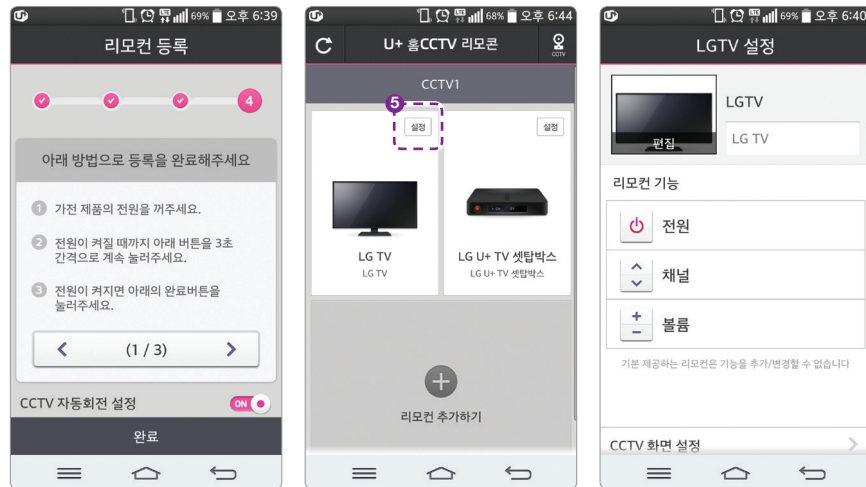 U+
69%
오후 6:39
리모컨 등록
4
아래 방법으로 등록을 완료해주세요
1 가전 제품의 전원을 꺼주세요.
2 전원이 켜질 때까지 아래 버튼을 3초
간격으로 계속 눌러주세요.
3 전원이 켜지면 아래의 완료버튼을
눌러주세요.
(1 / 3)
CCTV 자동회전 설정
ON
완료
U+
68%
오후 6:44
U+ 홈CCTV 리모콘
CCTV
CCTV1
5
설정
설정
LG TV
LG TV
LG U+ TV 셋탑박스
LG U+ TV 셋탑박스
리모컨 추가하기
U+
69%
오후 6:40
LGTV 설정
편집
LGTV
LG TV
리모컨 기능
전원
채널
볼륨
기본 제공하는 리모컨은 기능을 추가/변경할 수 없습니다
CCTV 화면 설정